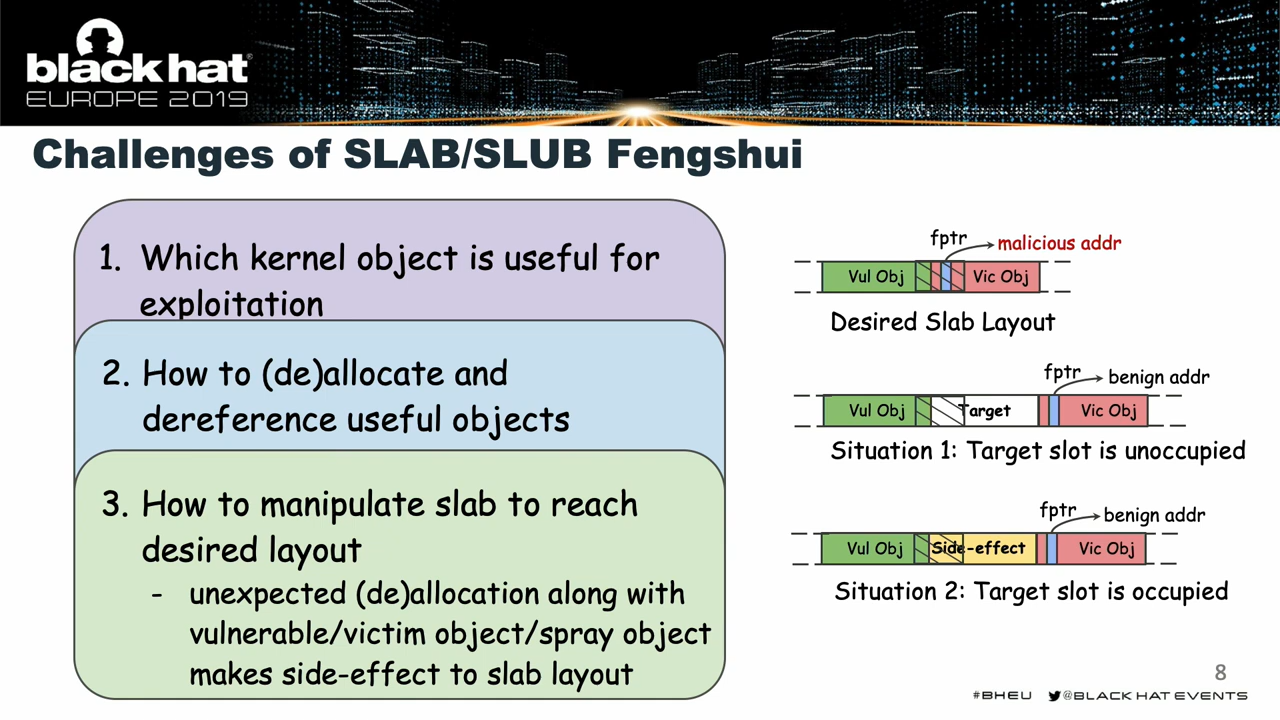 black hat
EUROPE 2019
Challenges of SLAB/SLUB Fengshui
1. Which kernel object is useful for
exploitation
2. How to (de)allocate and
dereference useful objects
3. How to manipulate slab to reach
desired layout
- unexpected (de)allocation along with
vulnerable/victim object/spray object
makes side-effect to slab layout
fptr
malicious addr
Vul Obj
Vic Obj
Desired Slab Layout
fptr
benign addr
Vul Obj
Target
Vic Obj
Situation 1: Target slot is unoccupied
fptr
benign addr
Vul Obj
Side-effect
Vic Obj
Situation 2: Target slot is occupied
8
#BHEU @BLACK HAT EVENTS